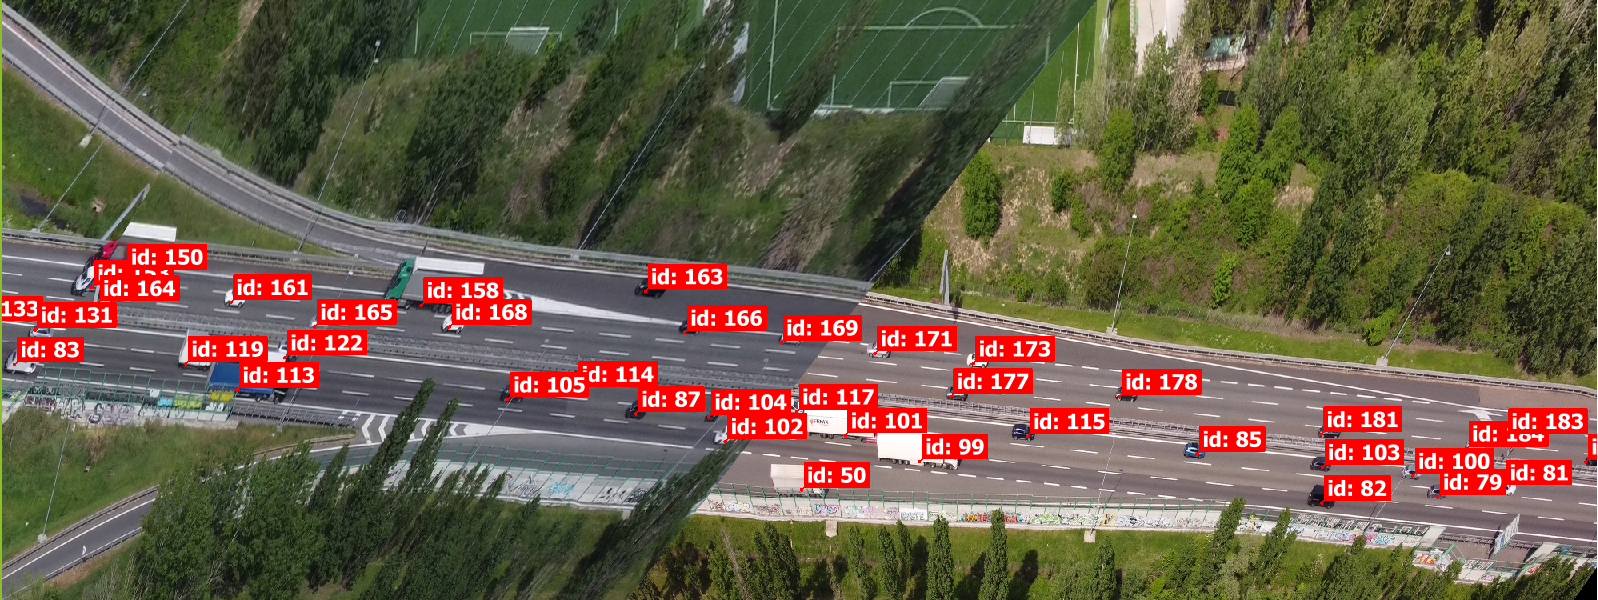 id: 150
id: 164
id: 161
id: 158
id: 163
id: 165
id: 168
id: 166
id: 169
133
id: 131
id: 171
id: 173
id: 83
id: 119
id: 122
id: 113
id: 105
id: 114
id: 87
id: 104
id: 117
id: 177
id: 178
id: 102
id: 101
id: 115
id: 181
id: 183
id: 184
id: 99
id: 85
id: 103
id: 100
id: 50
id: 82
id: 79
id: 81